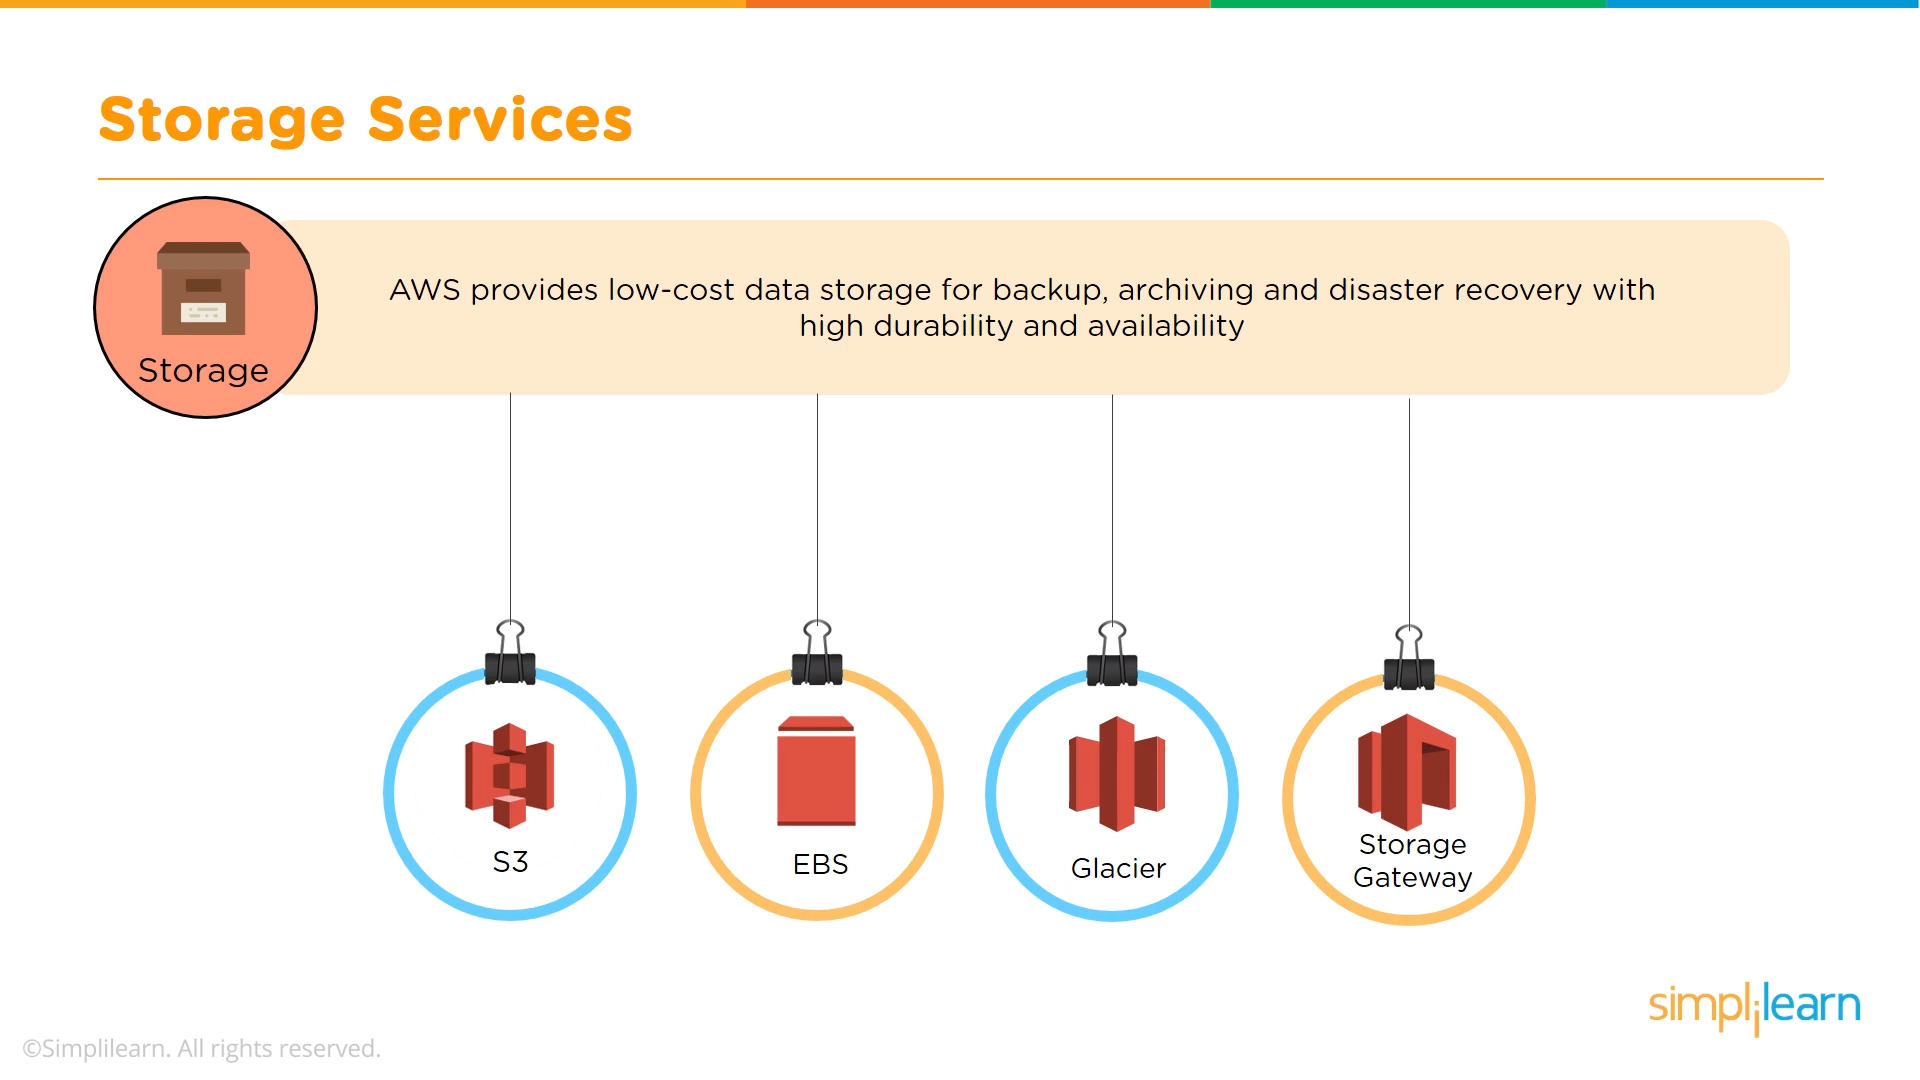 Storage Services
AWS provides low-cost data storage for backup, archiving and disaster recovery with
high durability and availability
Storage
S3
EBS
Glacier
Storage
Gateway
simplilearn
©Simplilearn. All rights reserved.